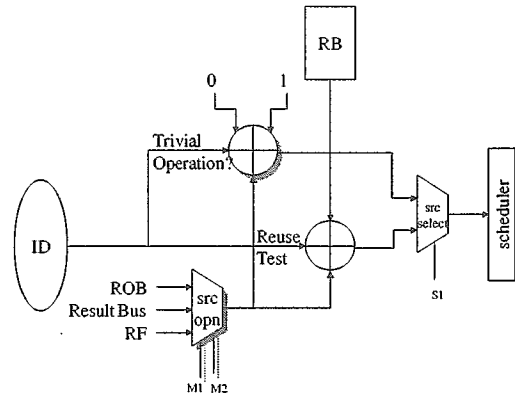 RB
0 1
Trivial
Operation?
ID
Reuse
Test
src
select
scheduler
ROB
Result Bus
RF
src
opn
S1
M1 M2